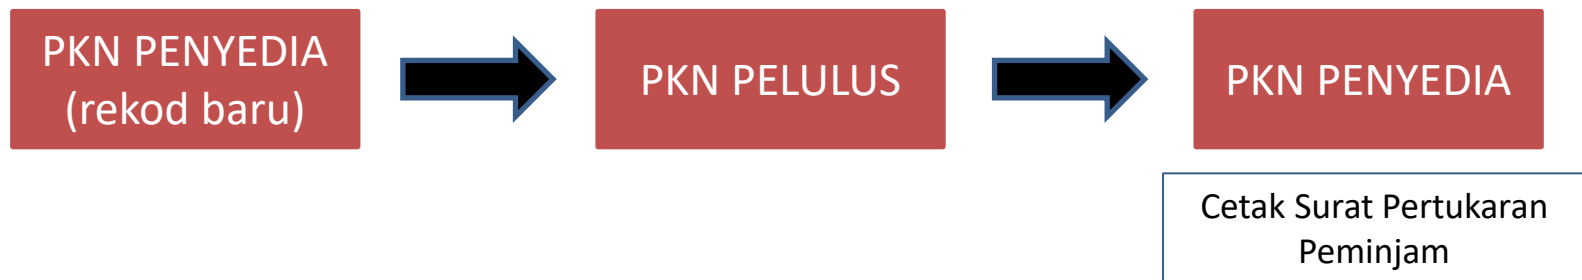 PKN PENYEDIA
(rekod baru)
PKN PELULUS
PKN PENYEDIA
Cetak Surat Pertukaran
Peminjam